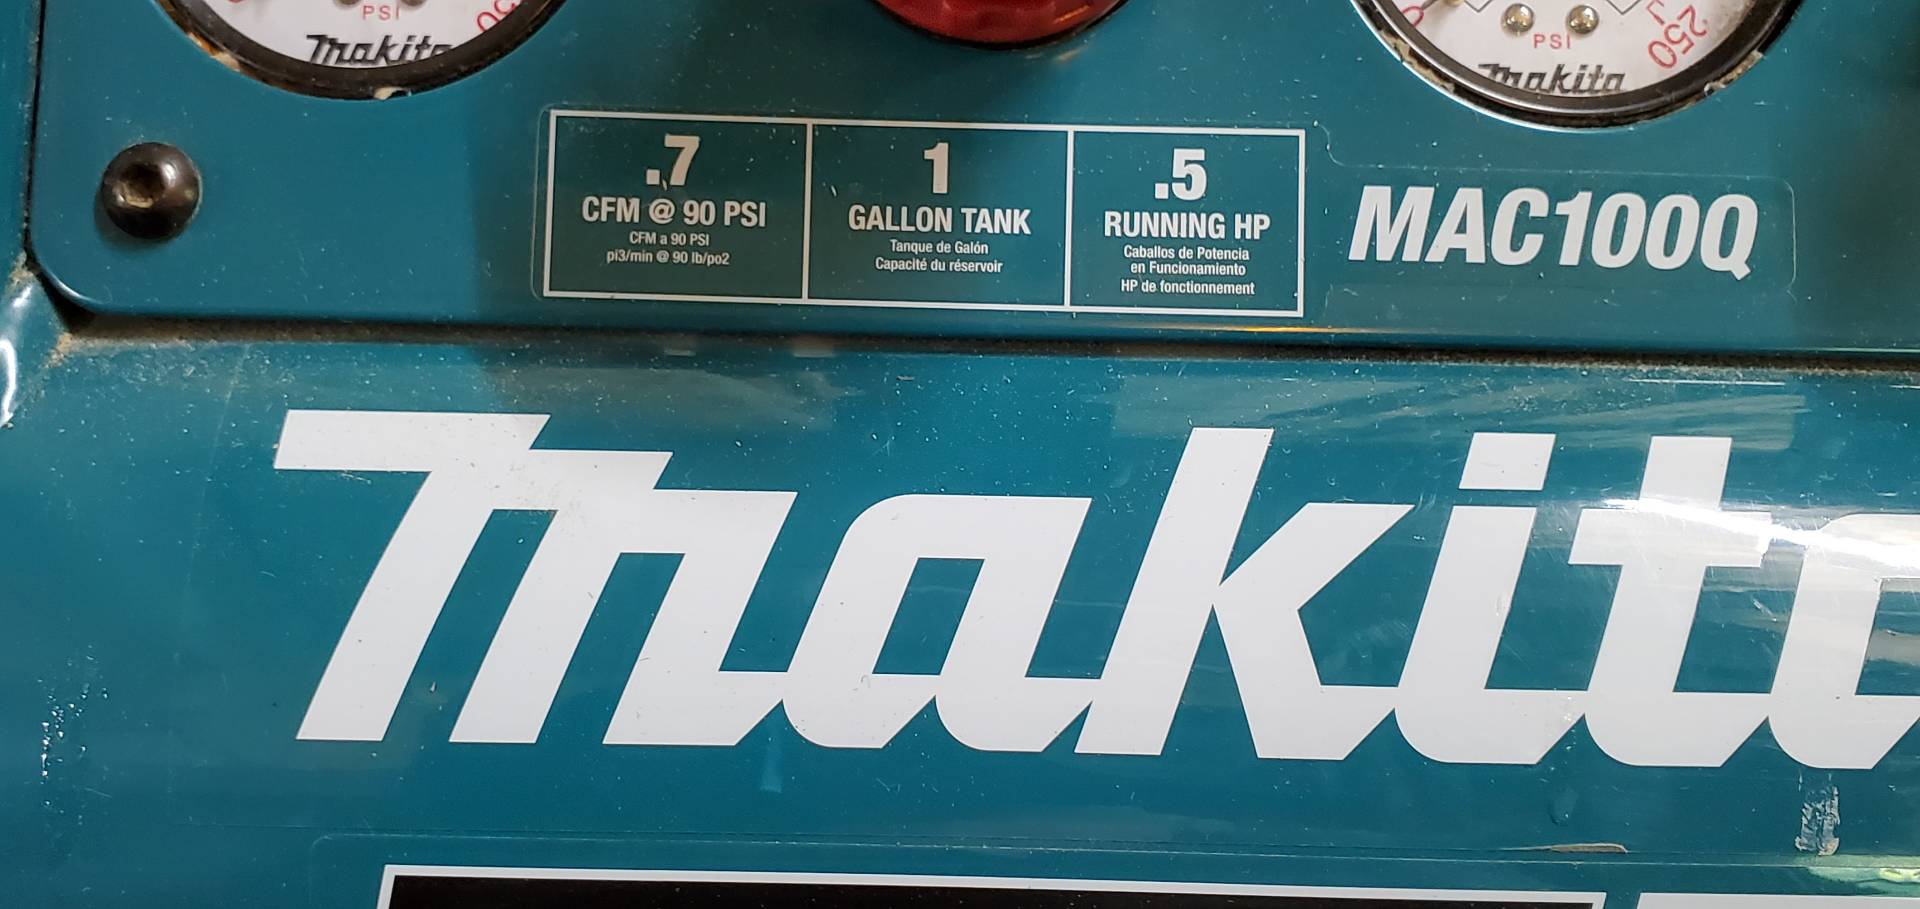 PSI
50
Makita
PSI
250
Makita
.7
CFM @ 90 PSI
CFM a 90 PSI
pi3/min @ 90 lb/po2
1
GALLON TANK
Tanque de Galón
Capacité du réservoir
.5
RUNNING HP
Caballos de Potencia
en Funcionamiento
HP de fonctionnement
MAC100Q
Makita